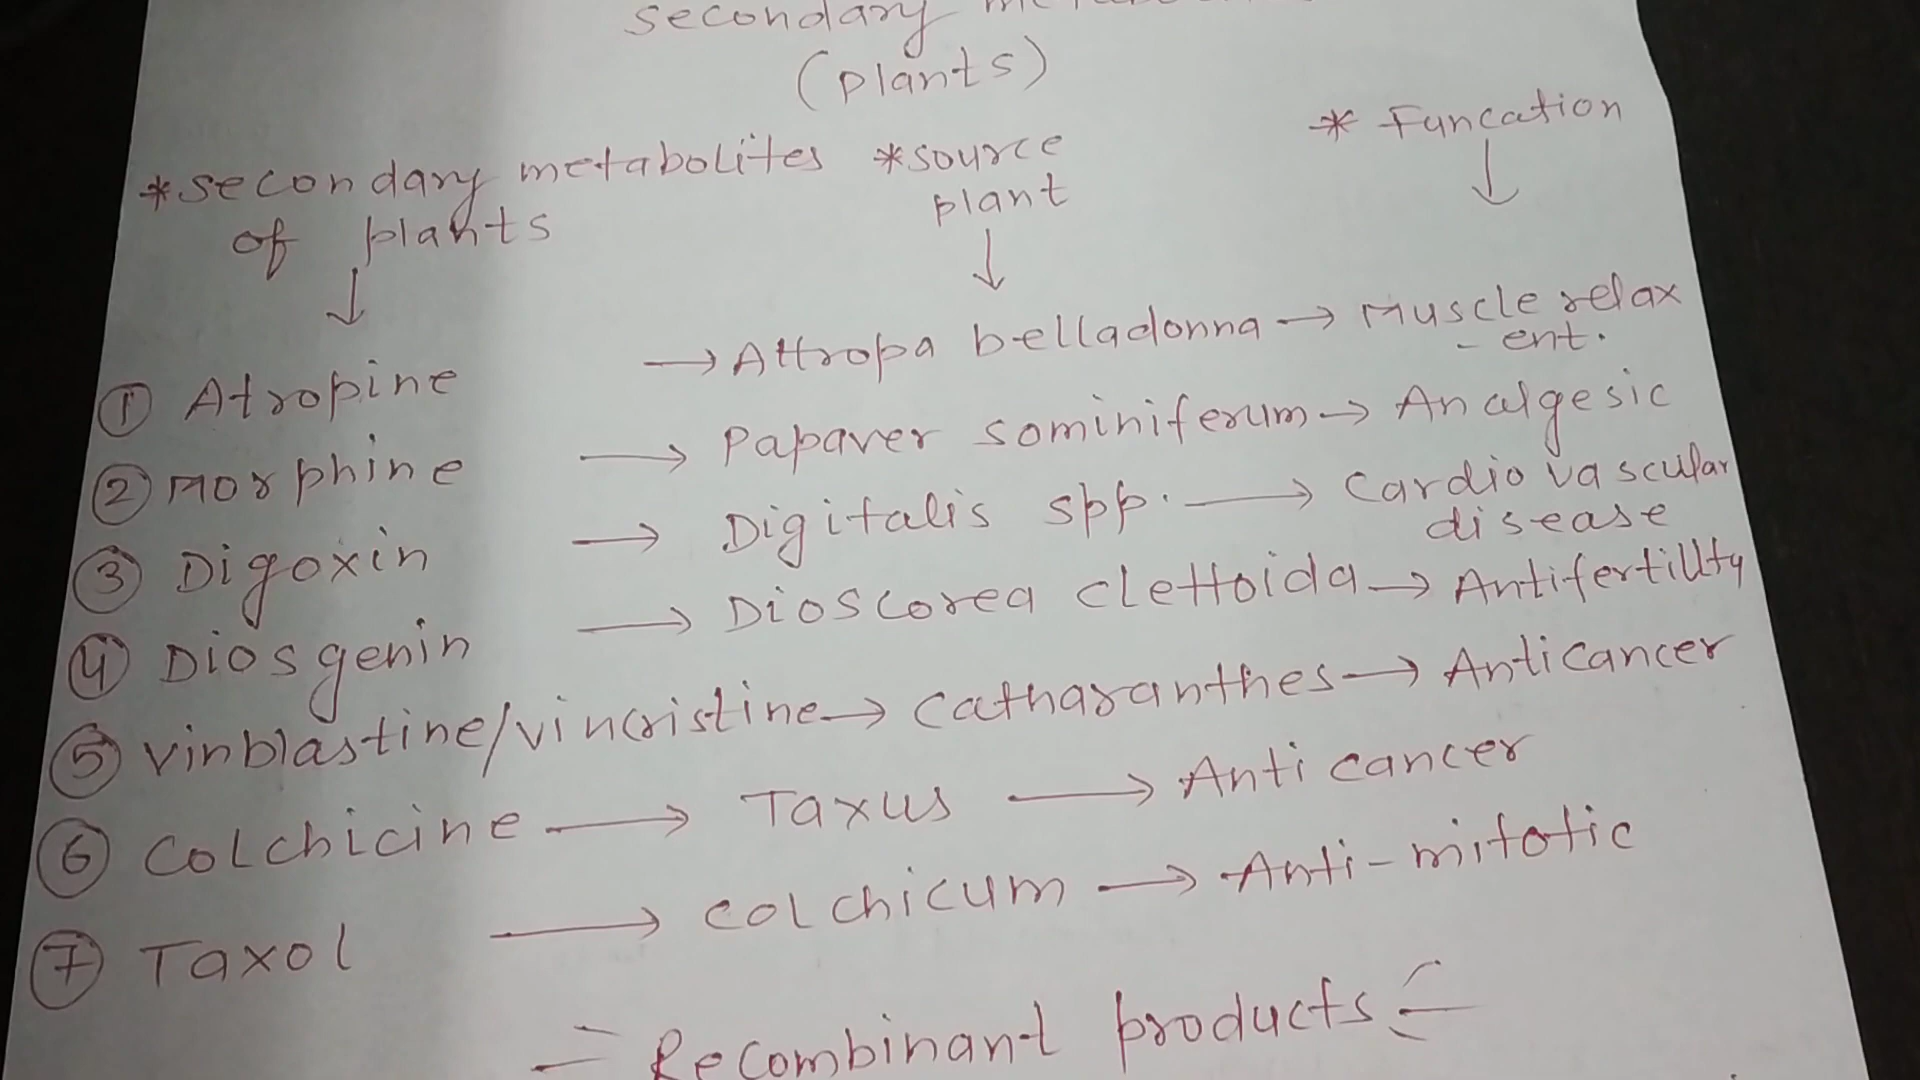 secondary
(plants)
*secondary metabolites *source * Funcation
of plants plant
① Atropine → Attropa belladonna → Muscle relax
- ent.
② Morphine → Papaver sominiferum → Analgesic
③ Digoxin → Digitalis spp. → Cardio vascular
disease
④ Diosgenin → Dioscorea clettoida → Antifertillty
⑤ vinblastine/vincristine → catharanthes → Anticancer
⑥ Colchicine → Taxus → Anti cancer
⑦ Taxol → colchicum → Anti-mitotic
= Recombinant products =